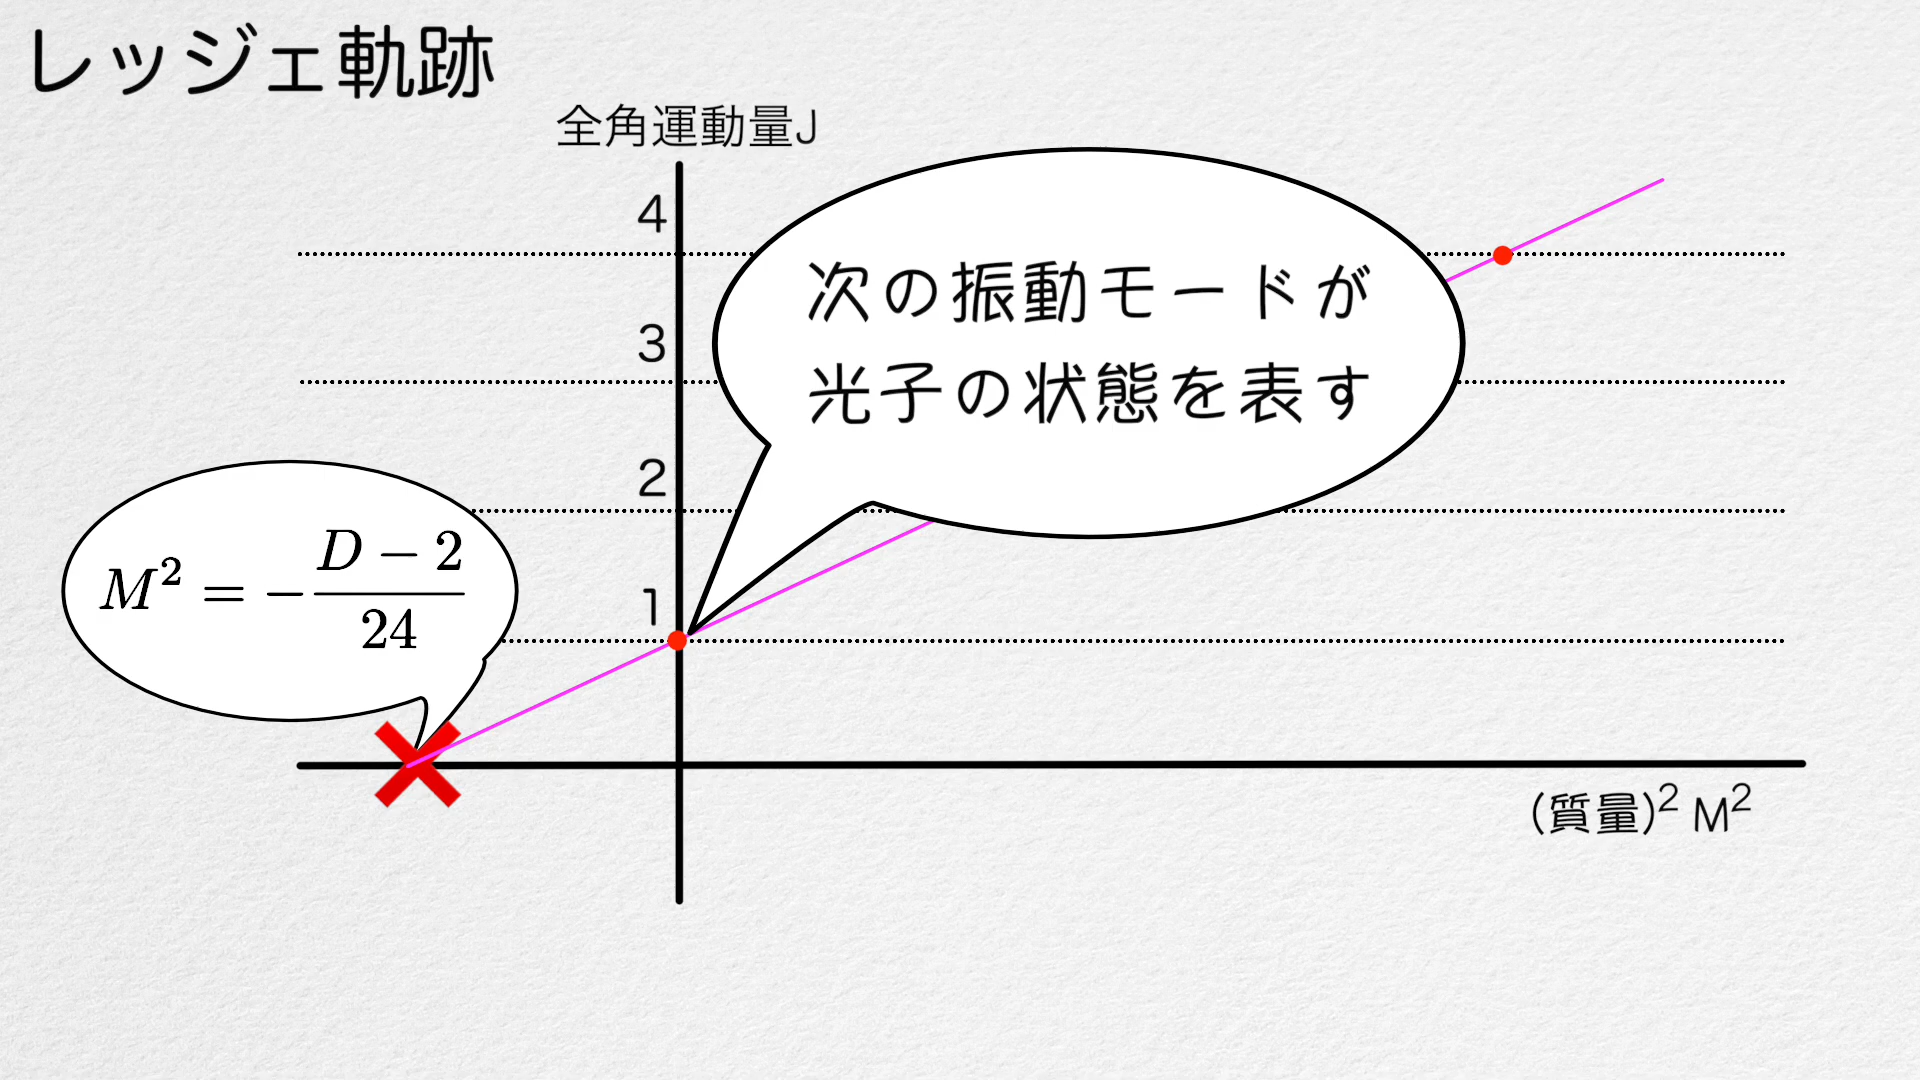 レッジェ軌跡
全角運動量J
4
次の振動モードが
光子の状態を表す
3
2
M² = -\frac{D - 2}{24}
1
(質量)² M²